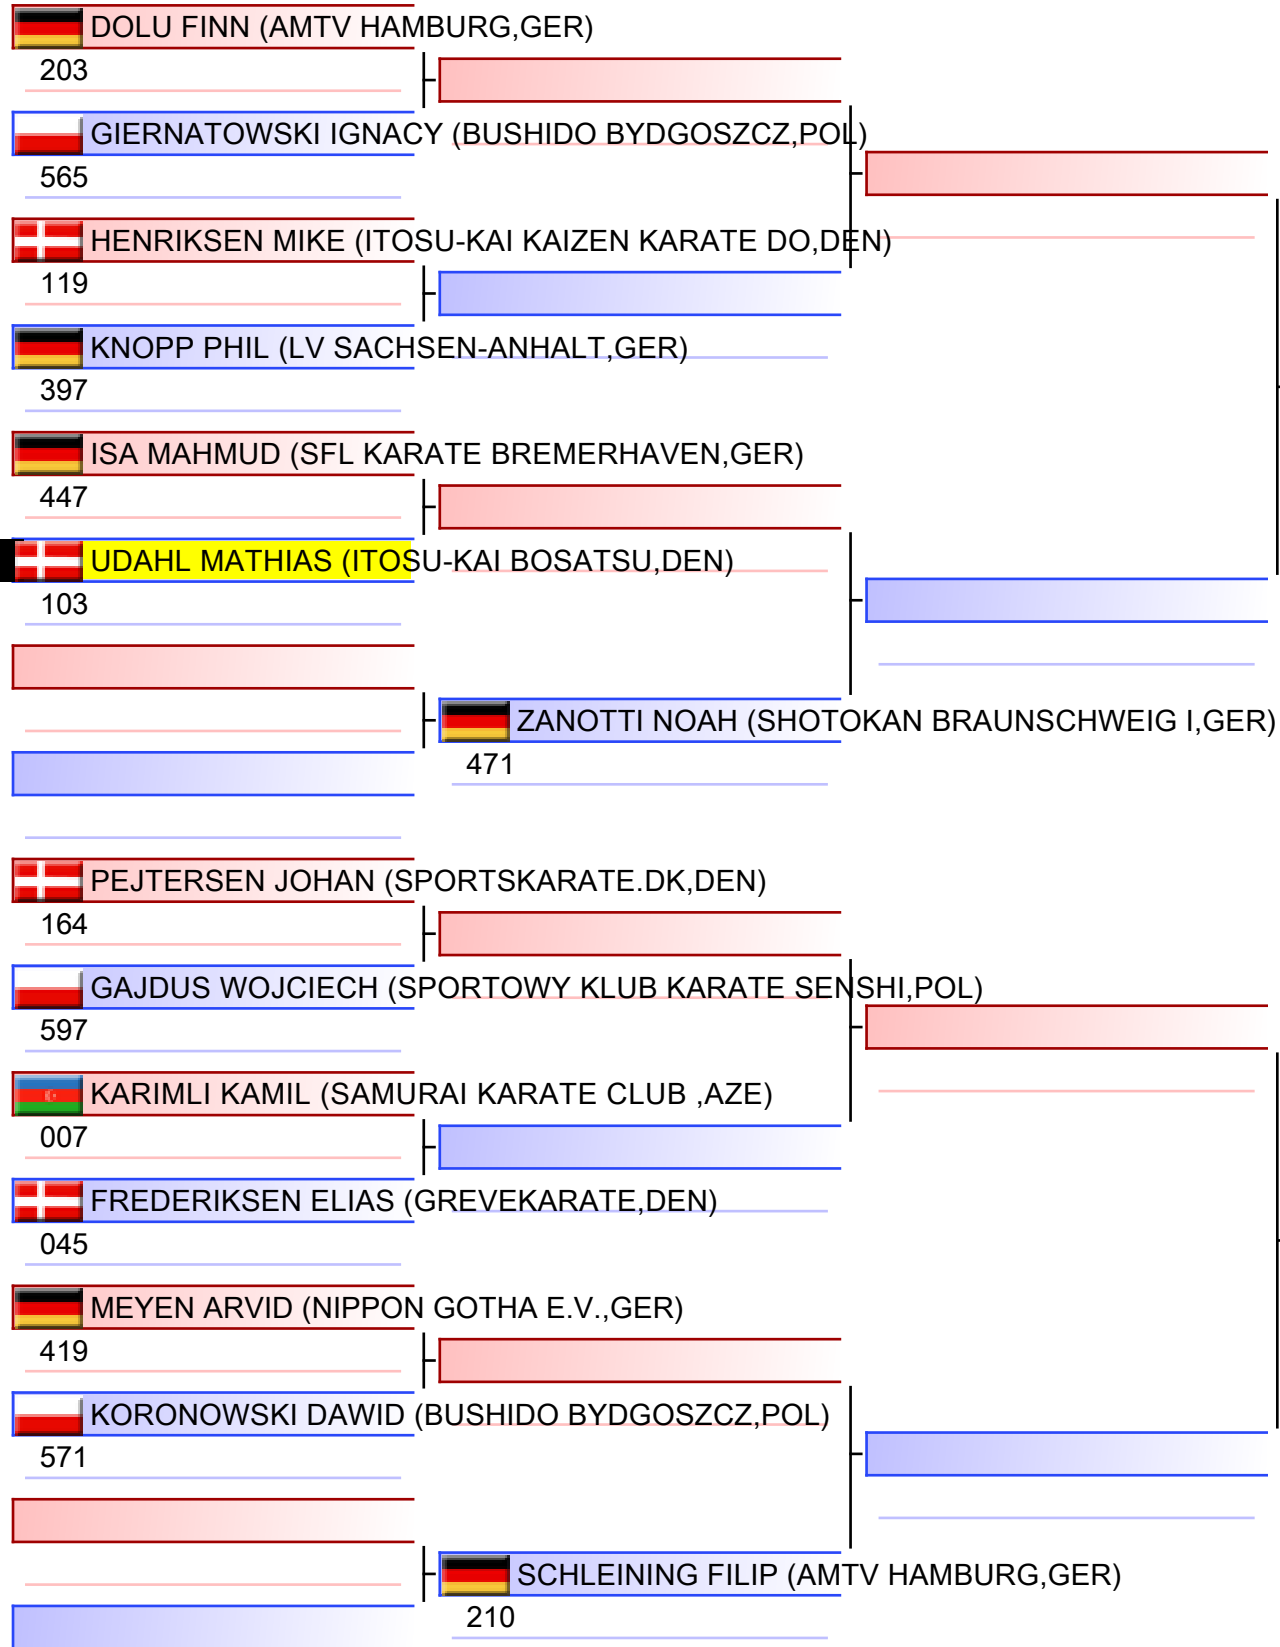 DOLU FINN (AMTV HAMBURG,GER)
203
GIERNATOWSKI IGNACY (BUSHIDO BYDGOSZCZ,POL)
565
HENRIKSEN MIKE (ITOSU-KAI KAIZEN KARATE DO,DEN)
119
KNOPP PHIL (LV SACHSEN-ANHALT,GER)
397
ISA MAHMUD (SFL KARATE BREMERHAVEN,GER)
447
UDAHL MATHIAS (ITOSU-KAI BOSATSU,DEN)
103
ZANOTTI NOAH (SHOTOKAN BRAUNSCHWEIG I,GER)
471
PEJTERSEN JOHAN (SPORTSKARATE.DK,DEN)
164
GAJDUS WOJCIECH (SPORTOWY KLUB KARATE SENSHI,POL)
597
KARIMLI KAMIL (SAMURAI KARATE CLUB ,AZE)
007
FREDERIKSEN ELIAS (GREVEKARATE,DEN)
045
MEYEN ARVID (NIPPON GOTHA E.V.,GER)
419
KORONOWSKI DAWID (BUSHIDO BYDGOSZCZ,POL)
571
SCHLEINING FILIP (AMTV HAMBURG,GER)
210